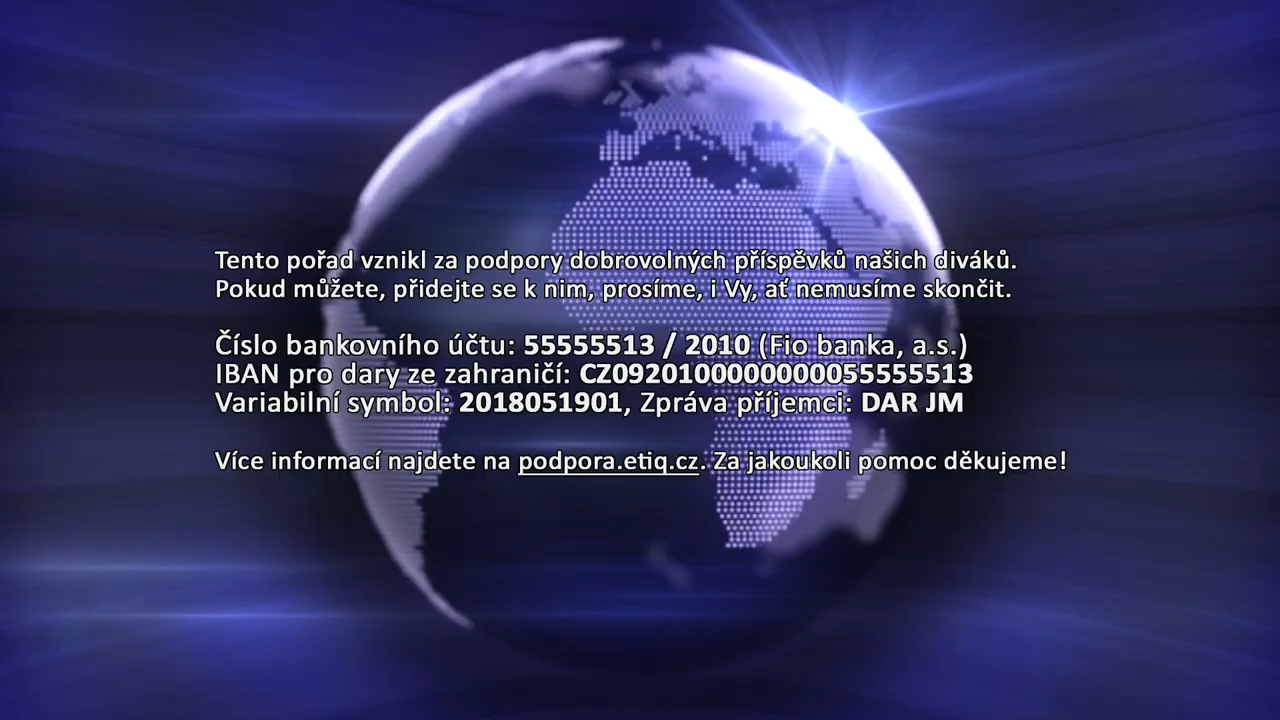 Tento pořad vznikl za podpory dobrovolných příspěvků našich diváků.
Pokud můžete, přidejte se k nim, prosíme, i Vy, ať nemusíme skončit.
Číslo bankovního účtu: 55555513 / 2010 (Fio banka, a.s.)
IBAN pro dary ze zahraničí: CZ0920100000000055555513
Variabilní symbol: 2018051901, Zpráva příjemci: DAR JM
Více informací najdete na podpora.etiq.cz. Za jakoukoli pomoc děkujeme!